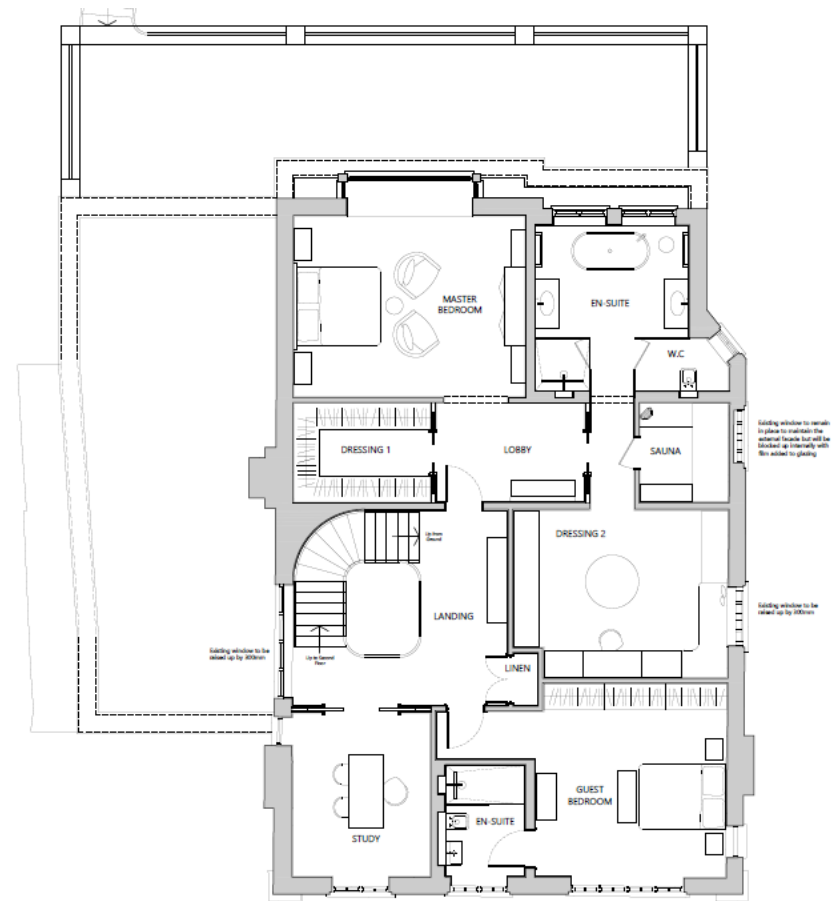 MASTER
BEDROOM
EN-SUITE
W.C
Existing window to remain
in place to maintain the
external facade but will be
blocked up internally with
film added to glazing
DRESSING 1
LOBBY
SAUNA
Up from
Ground
DRESSING 2
LANDING
Existing window to be
raised up by 300mm
Existing window to be
raised up by 300mm
Up to Second
Floor
LINEN
GUEST
BEDROOM
EN-SUITE
STUDY